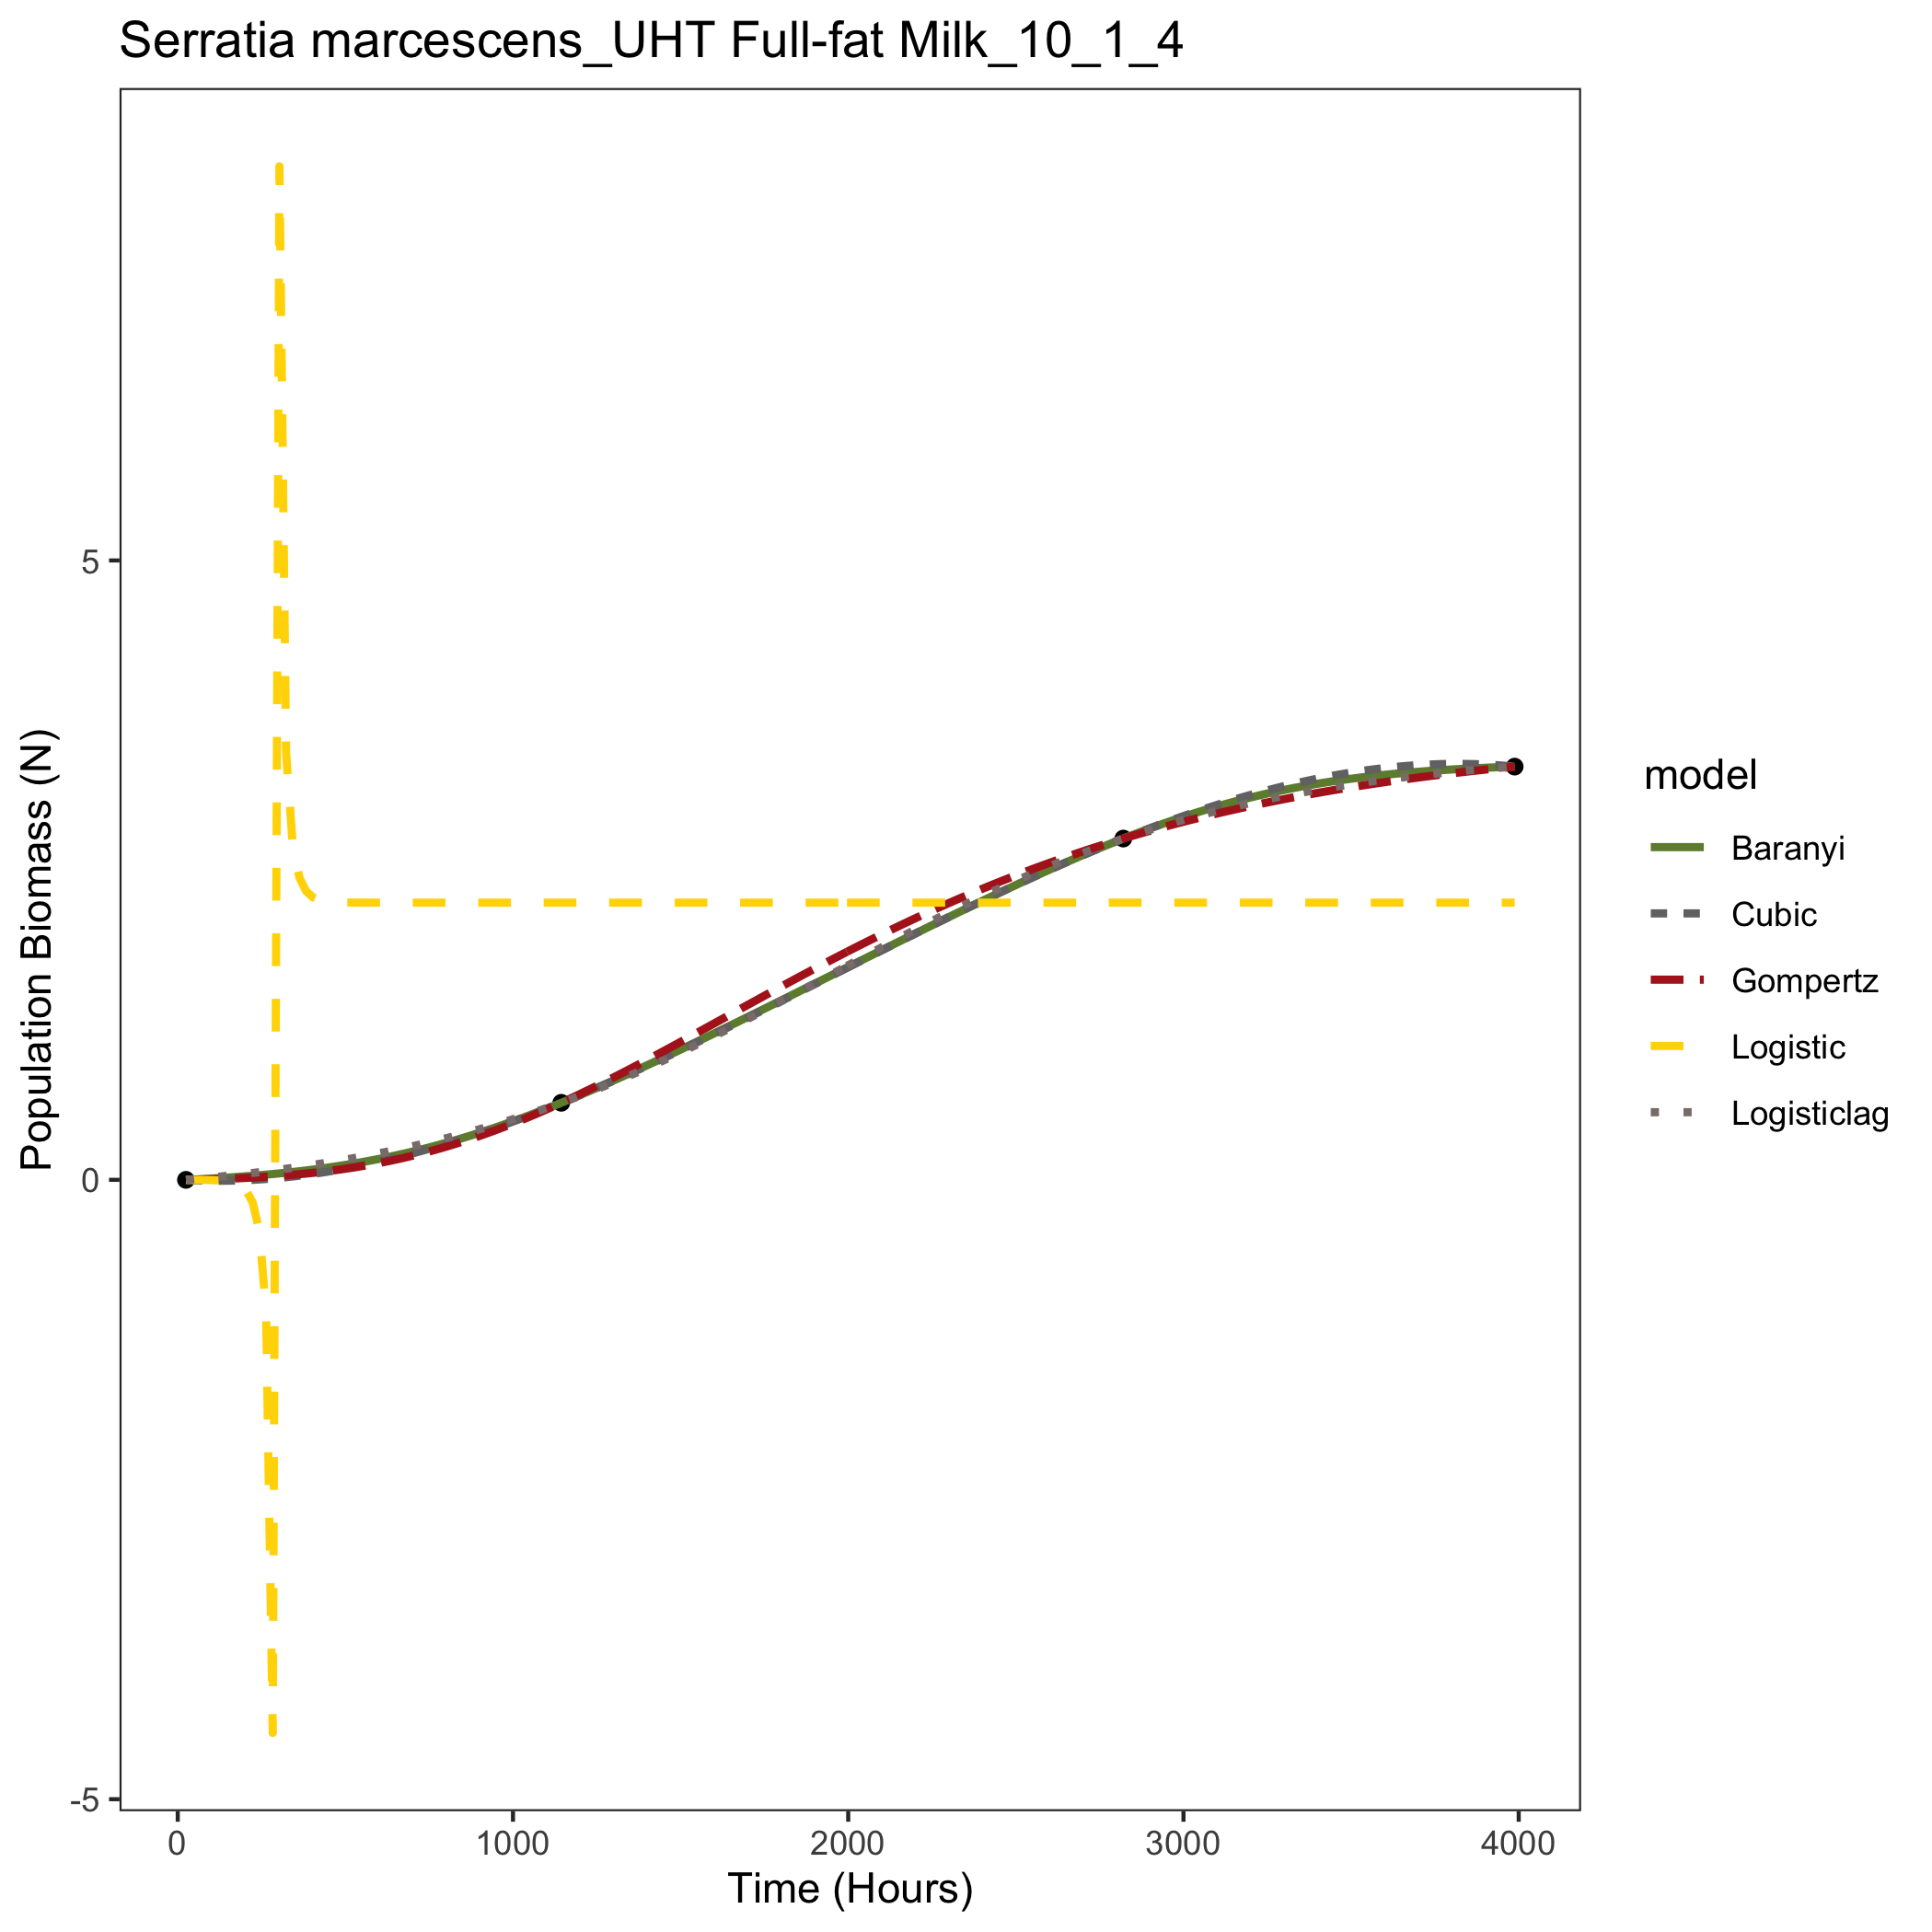 Serratia marcescens_UHT Full-fat Milk_10_1_4
Population Biomass (N)
5
0
-5
0 1000 2000 3000 4000
Time (Hours)
model
Baranyi
Cubic
Gompertz
Logistic
Logisticlag